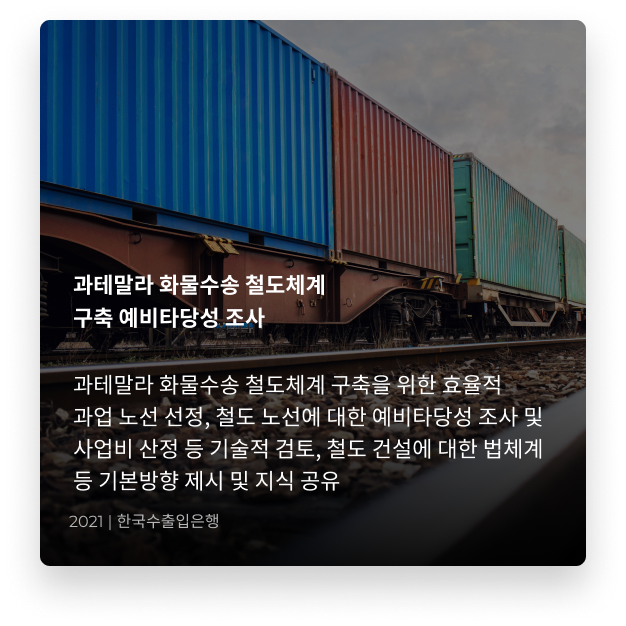 과테말라 화물수송 철도체계
구축 예비타당성 조사
과테말라 화물수송 철도체계 구축을 위한 효율적
과업 노선 선정, 철도 노선에 대한 예비타당성 조사 및
사업비 산정 등 기술적 검토, 철도 건설에 대한 법체계
등 기본방향 제시 및 지식 공유
2021 | 한국수출입은행